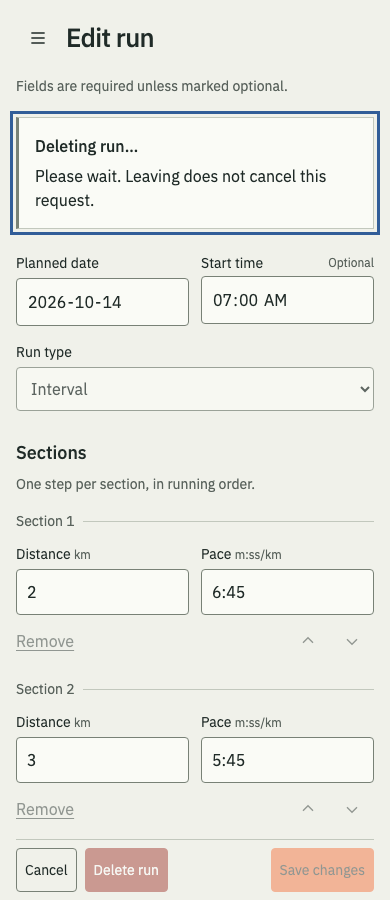 Edit run
Fields are required unless marked optional.
Deleting run…
Please wait. Leaving does not cancel this
request.
Planned date
Start time Optional
2026-10-14
07:00 AM
Run type
Interval
Sections
One step per section, in running order.
Section 1
Distance km
Pace m:ss/km
2
6:45
Remove
Section 2
Distance km
Pace m:ss/km
3
5:45
Remove
Cancel
Delete run
Save changes